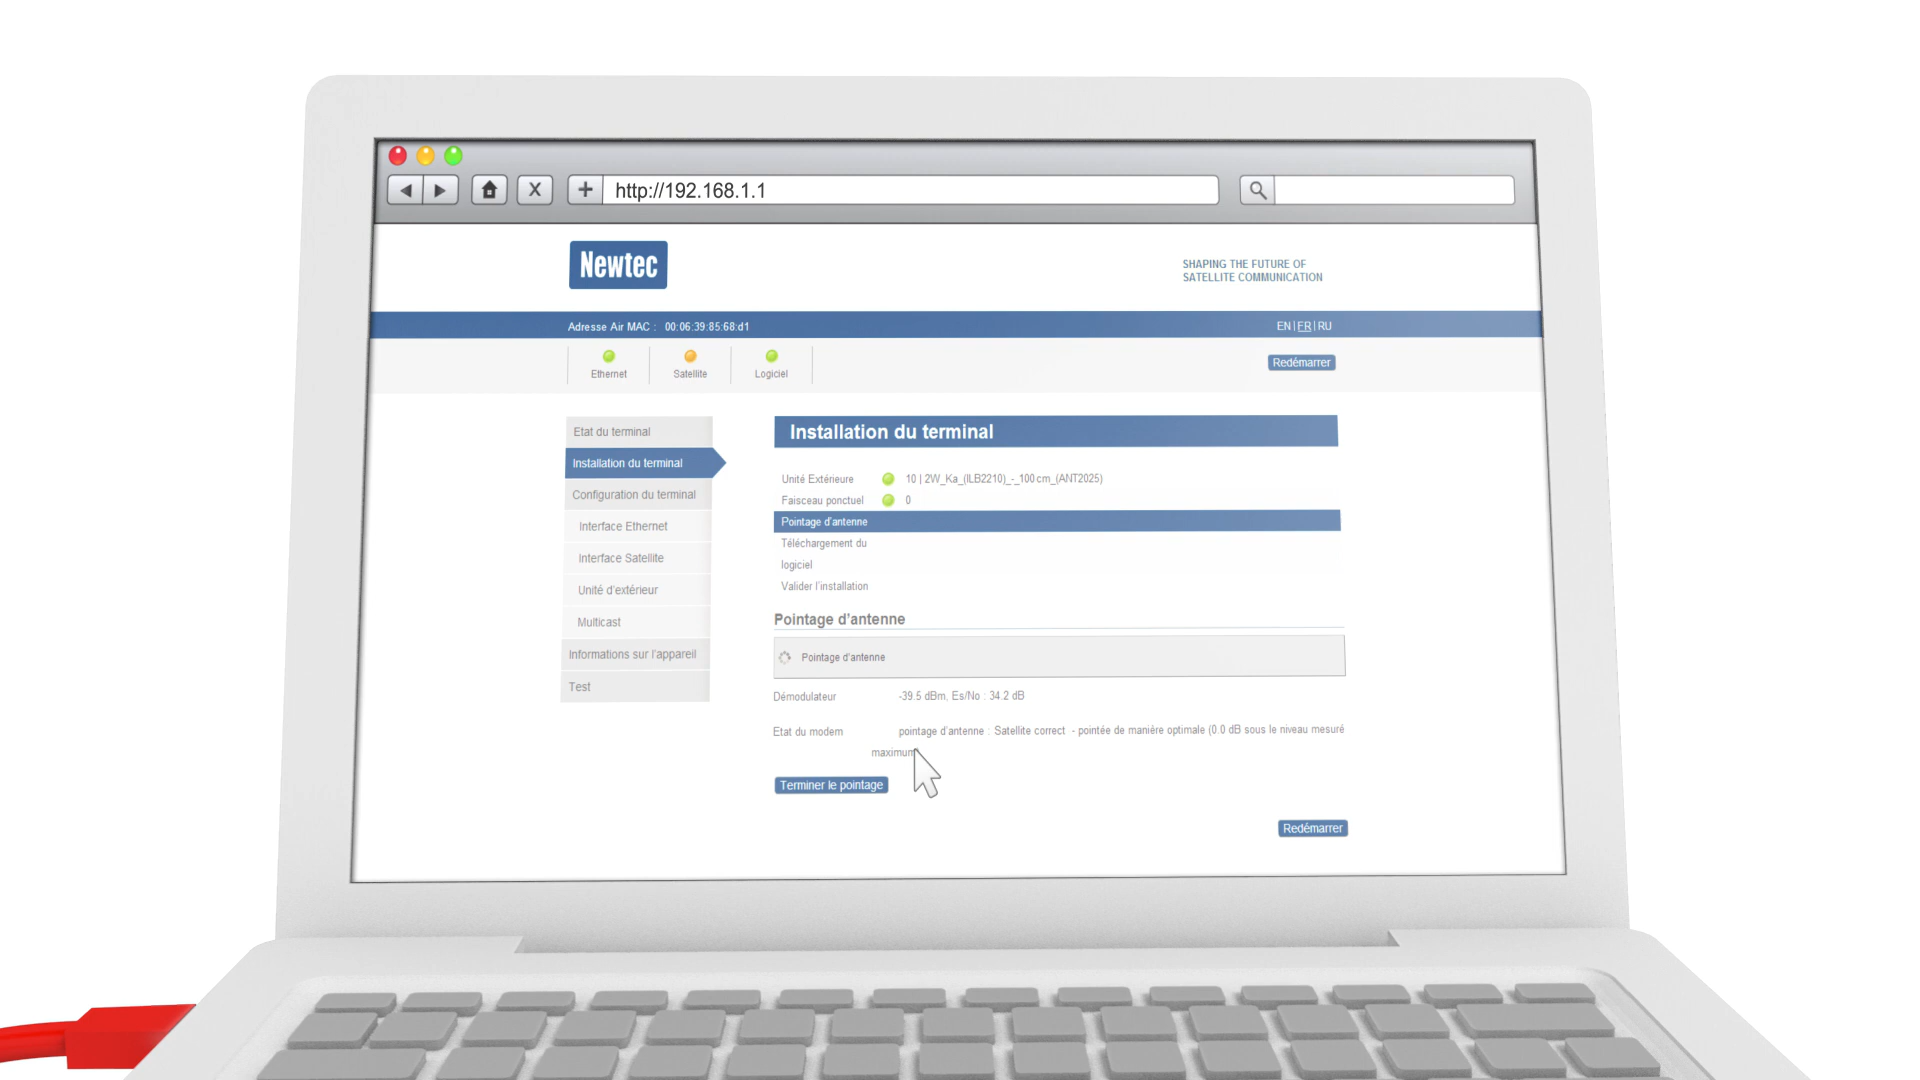 X
http://192.168.1.1
Newtec
SHAPING THE FUTURE OF
SATELLITE COMMUNICATION
Adresse Air MAC : 00:06:39:85:68:d1
EN | FR | RU
Ethernet
Satellite
Logiciel
Redémarrer
Etat du terminal
Installation du terminal
Configuration du terminal
Interface Ethernet
Interface Satellite
Unité d'extérieur
Multicast
Informations sur l'appareil
Test
Installation du terminal
Unité Extérieure 10 | 2W_Ka_(ILB2210)_-_100 cm_(ANT2025)
Faisceau ponctuel 0
Pointage d'antenne
Téléchargement du
logiciel
Valider l'installation
Pointage d'antenne
Pointage d'antenne
Démodulateur -39.5 dBm, Es/No : 34.2 dB
Etat du modem pointage d'antenne : Satellite correct - pointée de manière optimale (0.0 dB sous le niveau mesuré
maximum
Terminer le pointage
Redémarrer